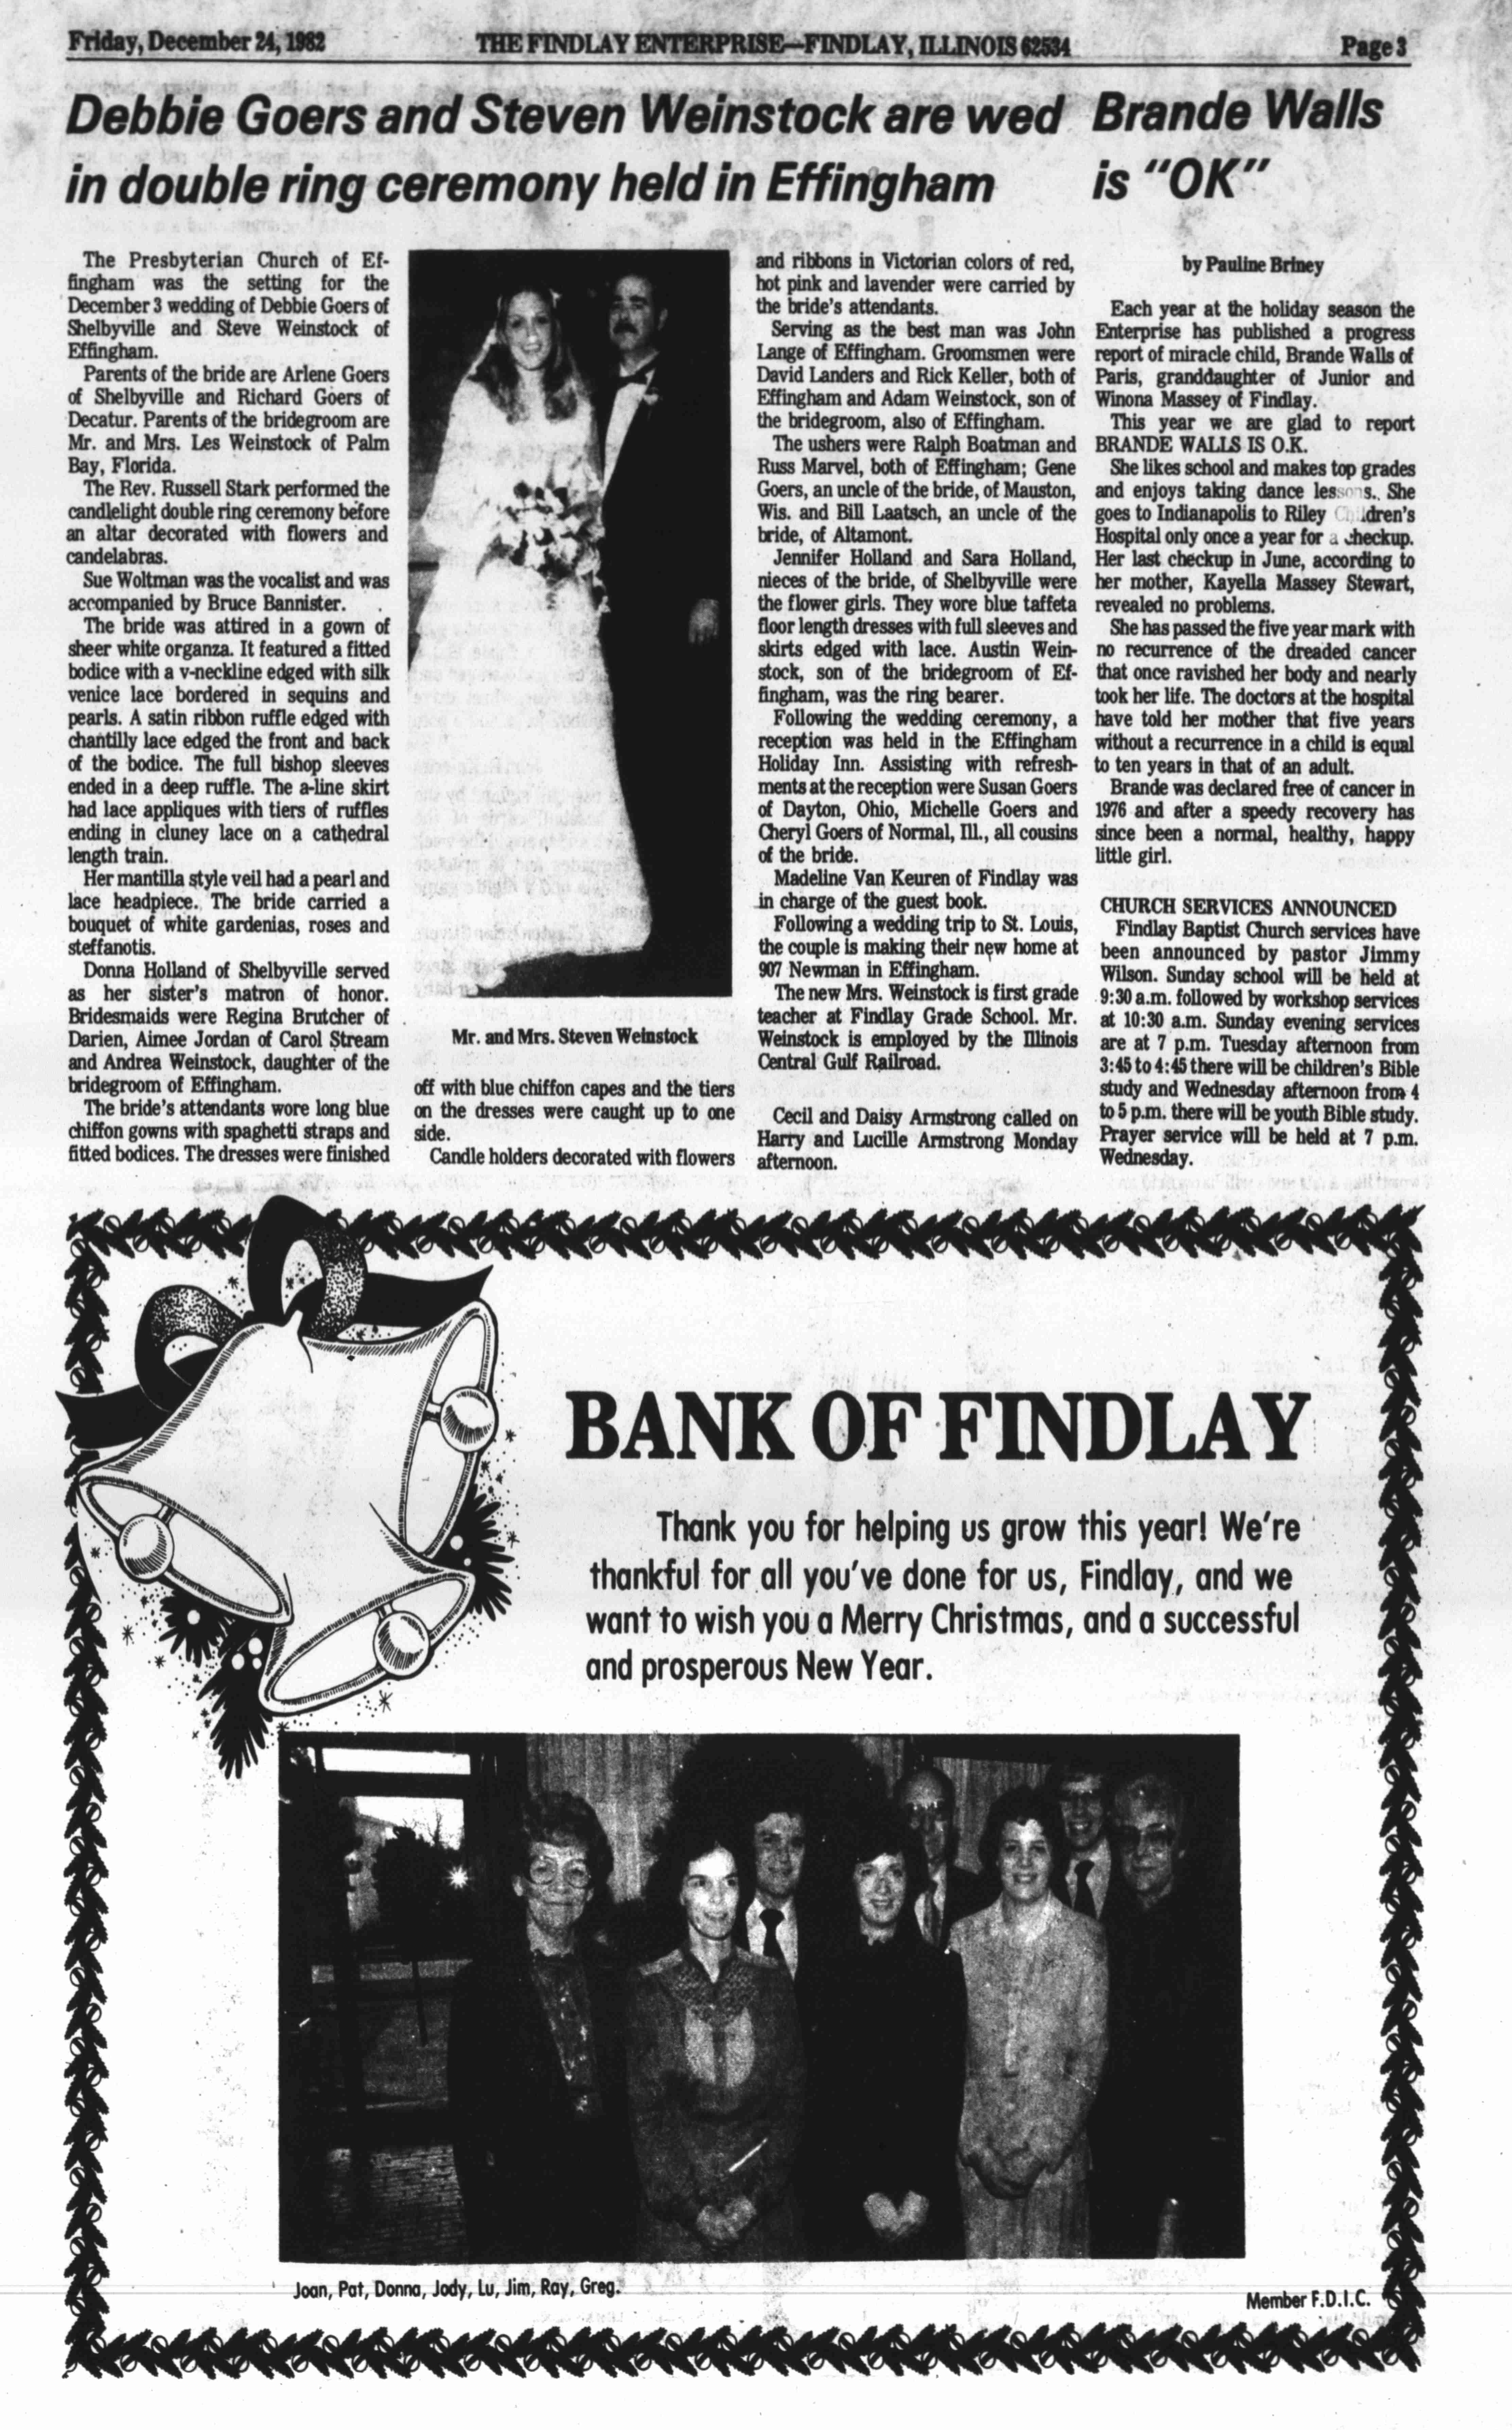 Friday, December 24, 1982
THE FINDLAY ENTERPRISE—FINDLAY, ILLINOIS 62534
Page 3
Debbie Goers and Steven Weinstock are wed
in double ring ceremony held in Effingham
The Presbyterian Church of Ef-
fingham was the setting for the
December 3 wedding of Debbie Goers of
Shelbyville and Steve Weinstock of
Effingham.
Parents of the bride are Arlene Goers
of Shelbyville and Richard Goers of
Decatur. Parents of the bridegroom are
Mr. and Mrs. Les Weinstock of Palm
Bay, Florida.
The Rev. Russell Stark performed the
candlelight double ring ceremony before
an altar decorated with flowers and
candelabras.
Sue Woltman was the vocalist and was
accompanied by Bruce Bannister.
The bride was attired in a gown of
sheer white organza. It featured a fitted
bodice with a v-neckline edged with silk
venice lace bordered in sequins and
pearls. A satin ribbon ruffle edged with
chantilly lace edged the front and back
of the bodice. The full bishop sleeves
ended in a deep ruffle. The a-line skirt
had lace appliques with tiers of ruffles
ending in cluney lace on a cathedral
length train.
Her mantilla style veil had a pearl and
lace headpiece. The bride carried a
bouquet of white gardenias, roses and
steffanotis.
Donna Holland of Shelbyville served
as her sister's matron of honor.
Bridesmaids were Regina Brutcher of
Darien, Aimee Jordan of Carol Stream
and Andrea Weinstock, daughter of the
bridegroom of Effingham.
The bride's attendants wore long blue
chiffon gowns with spaghetti straps and
fitted bodices. The dresses were finished
Mr. and Mrs. Steven Weinstock
off with blue chiffon capes and the tiers
on the dresses were caught up to one
side.
Candle holders decorated with flowers
and ribbons in Victorian colors of red,
hot pink and lavender were carried by
the bride's attendants.
Serving as the best man was John
Lange of Effingham. Groomsmen were
David Landers and Rick Keller, both of
Effingham and Adam Weinstock, son of
the bridegroom, also of Effingham.
The ushers were Ralph Boatman and
Russ Marvel, both of Effingham; Gene
Goers, an uncle of the bride, of Mauston,
Wis. and Bill Laatsch, an uncle of the
bride, of Altamont.
Jennifer Holland and Sara Holland,
nieces of the bride, of Shelbyville were
the flower girls. They wore blue taffeta
floor length dresses with full sleeves and
skirts edged with lace. Austin Wein-
stock, son of the bridegroom of Ef-
fingham, was the ring bearer.
Following the wedding ceremony, a
reception was held in the Effingham
Holiday Inn. Assisting with refresh-
ments at the reception were Susan Goers
of Dayton, Ohio, Michelle Goers and
Cheryl Goers of Normal, Ill., all cousins
of the bride.
Madeline Van Keuren of Findlay was
in charge of the guest book.
Following a wedding trip to St. Louis,
the couple is making their new home at
907 Newman in Effingham.
The new Mrs. Weinstock is first grade
teacher at Findlay Grade School. Mr.
Weinstock is employed by the Illinois
Central Gulf Railroad.
Cecil and Daisy Armstrong called on
Harry and Lucille Armstrong Monday
afternoon.
Brande Walls
is "OK"
by Pauline Briney
Each year at the holiday season the
Enterprise has published a progress
report of miracle child, Brande Walls of
Paris, granddaughter of Junior and
Winona Massey of Findlay.
This year we are glad to report
BRANDE WALLS IS O.K.
She likes school and makes top grades
and enjoys taking dance lessons. She
goes to Indianapolis to Riley Children's
Hospital only once a year for a checkup.
Her last checkup in June, according to
her mother, Kayella Massey Stewart,
revealed no problems.
She has passed the five year mark with
no recurrence of the dreaded cancer
that once ravished her body and nearly
took her life. The doctors at the hospital
have told her mother that five years
without a recurrence in a child is equal
to ten years in that of an adult.
Brande was declared free of cancer in
1976 and after a speedy recovery has
since been a normal, healthy, happy
little girl.
CHURCH SERVICES ANNOUNCED
Findlay Baptist Church services have
been announced by pastor Jimmy
Wilson. Sunday school will be held at
9:30 a.m. followed by workshop services
at 10:30 a.m. Sunday evening services
are at 7 p.m. Tuesday afternoon from
3:45 to 4:45 there will be children's Bible
study and Wednesday afternoon from 4
to 5 p.m. there will be youth Bible study.
Prayer service will be held at 7 p.m.
Wednesday.
BANK OF FINDLAY
Thank you for helping us grow this year! We're
thankful for all you've done for us, Findlay, and we
want to wish you a Merry Christmas, and a successful
and prosperous New Year.
Joan, Pat, Donna, Jody, Lu, Jim, Ray, Greg.
Member F.D.I.C.